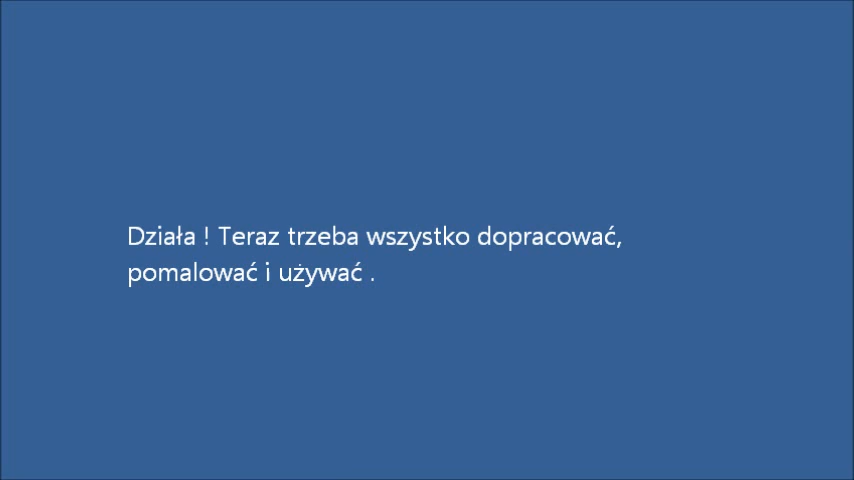 Działa ! Teraz trzeba wszystko dopracować,
pomalować i używać .